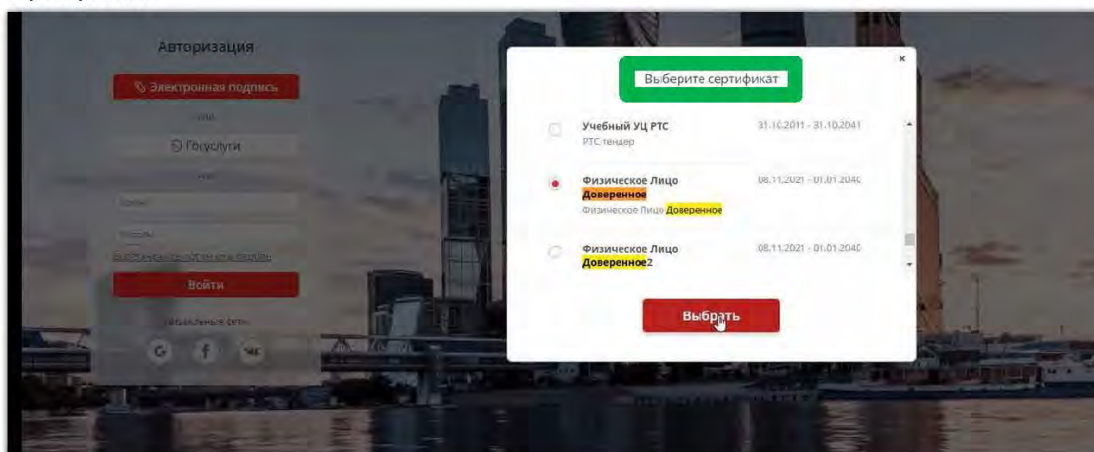 Авторизация
Электронная подпись
или
Госуслуги
или
Войти
Выберите сертификат
×
Учебный УЦ РТС
31.10.2011 - 31.10.2041
РТС-тендер
Физическое Лицо
Доверенное
08.11.2021 - 01.01.2040
Физическое Лицо Доверенное
Физическое Лицо
Доверенное2
08.11.2021 - 01.01.2040
Выбрать